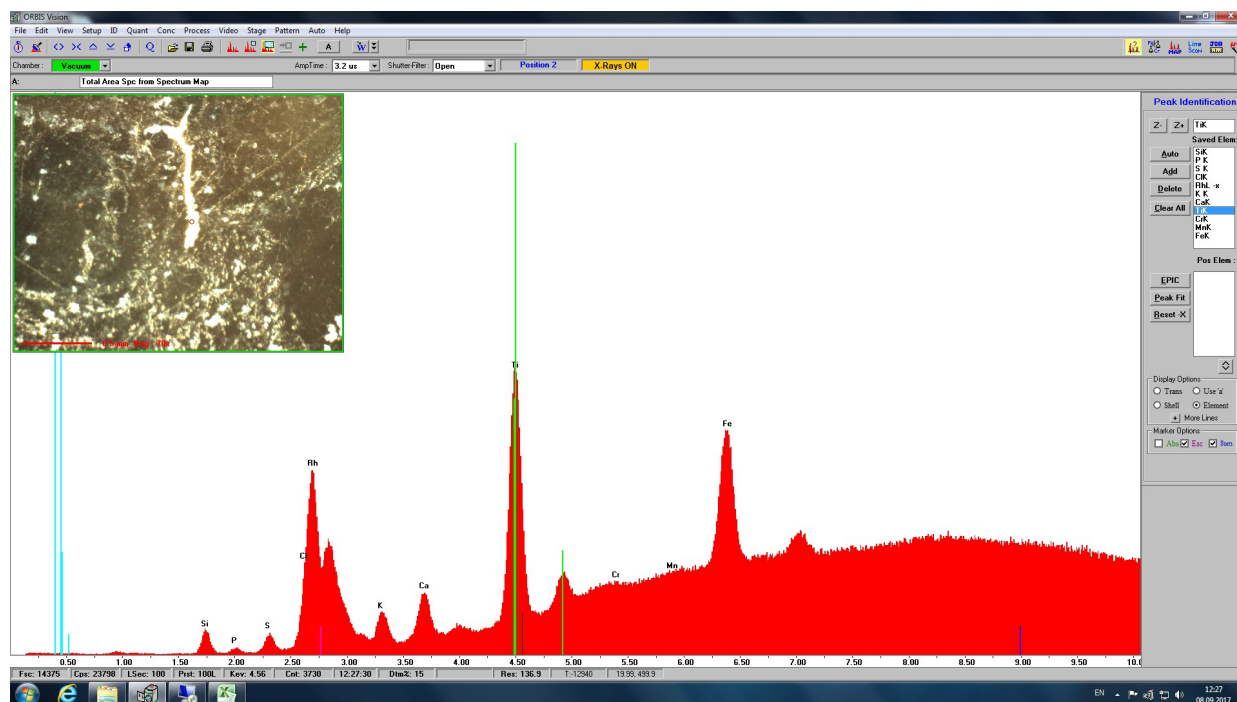 ORBIS Vision
File Edit View Setup ID Quant Conc Process Video Stage Pattern Auto Help
A W
Chamber : Vacuum AmpTime : 3.2 us Shutter-Filter : Open Position 2 X-Rays ON
A: Total Area Spc from Spectrum Map
Peak Identification
Z- Z+ TiK
Saved Elem:
Auto
Add
Delete
Clear All
SiK
P K
S K
ClK
RhL -x
K K
CaK
TiK
CrK
MnK
FeK
Pos Elem :
EPIC
Peak Fit
Reset -X
Display Options
Trans Use 'a'
Shell Element
+ More Lines
Marker Options
Abs Esc Sum
Ti
Fe
Rh
Cl
Cr
Mn
Ca
K
Si
P
S
0.50 1.00 1.50 2.00 2.50 3.00 3.50 4.00 4.50 5.00 5.50 6.00 6.50 7.00 7.50 8.00 8.50 9.00 9.50 10.0
Fsc: 14375 Cps: 23798 LSec: 100 Prst: 100L Kev: 4.56 Cnt: 3730 12:27:30 Dtm%: 15 Res: 136.9 T:-12940 19.99, 499.9
EN 12:27
08.09.2017